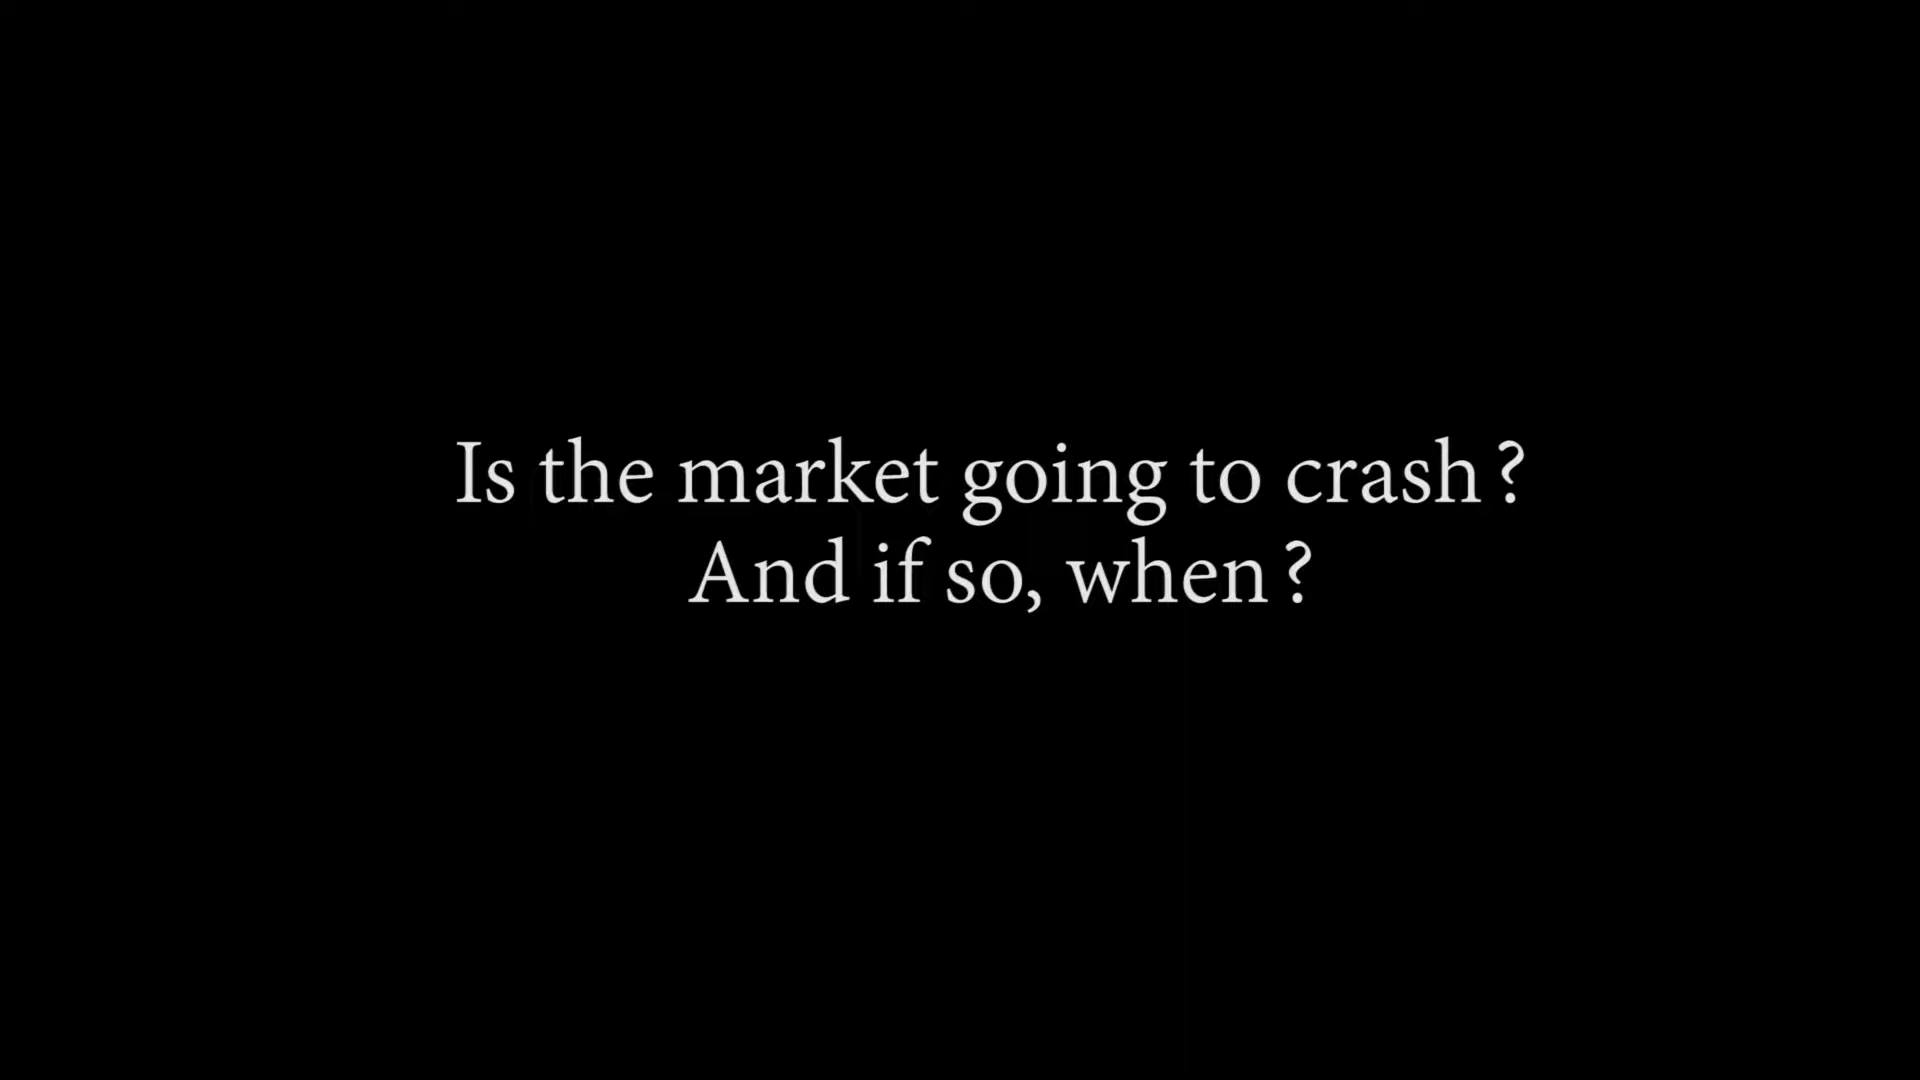 Is the market going to crash?
And if so, when?